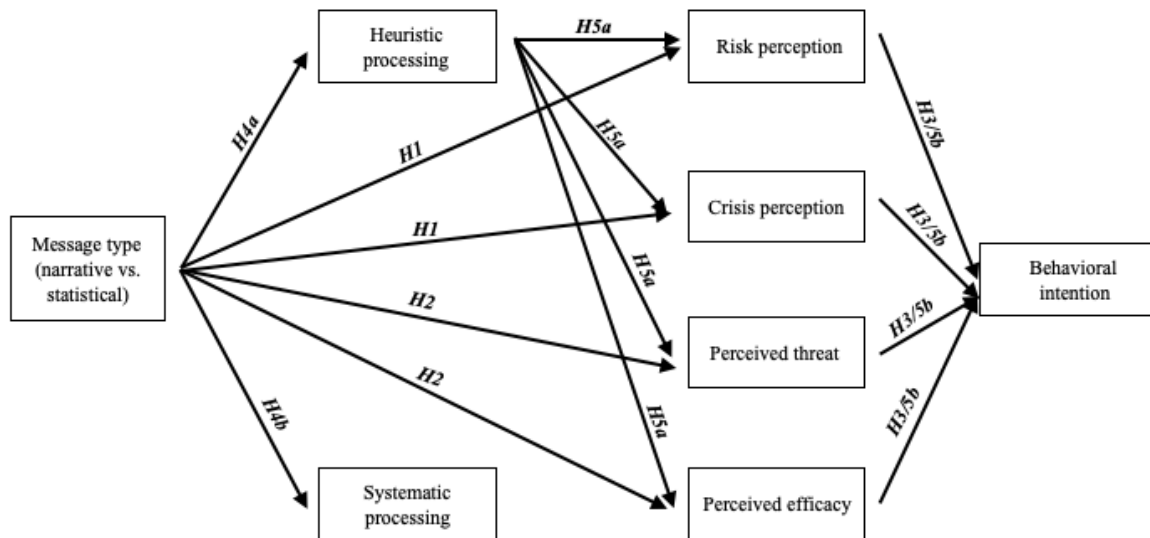 Heuristic
processing
H5a
Risk perception
H4a
H1
H5a
H3/5b
Message type
(narrative vs.
statistical)
H1
Crisis perception
H3/5b
H5a
Behavioral
intention
H2
Perceived threat
H3/5b
H2
H4b
H5a
H3/5b
Systematic
processing
Perceived efficacy